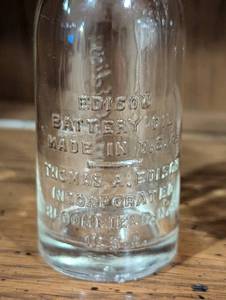 EDISON
BATTERY OIL
MADE IN U.S.A.
THOMAS A. EDISON
INCORPORATED
BLOOMFIELD, N.J.
U.S.A.